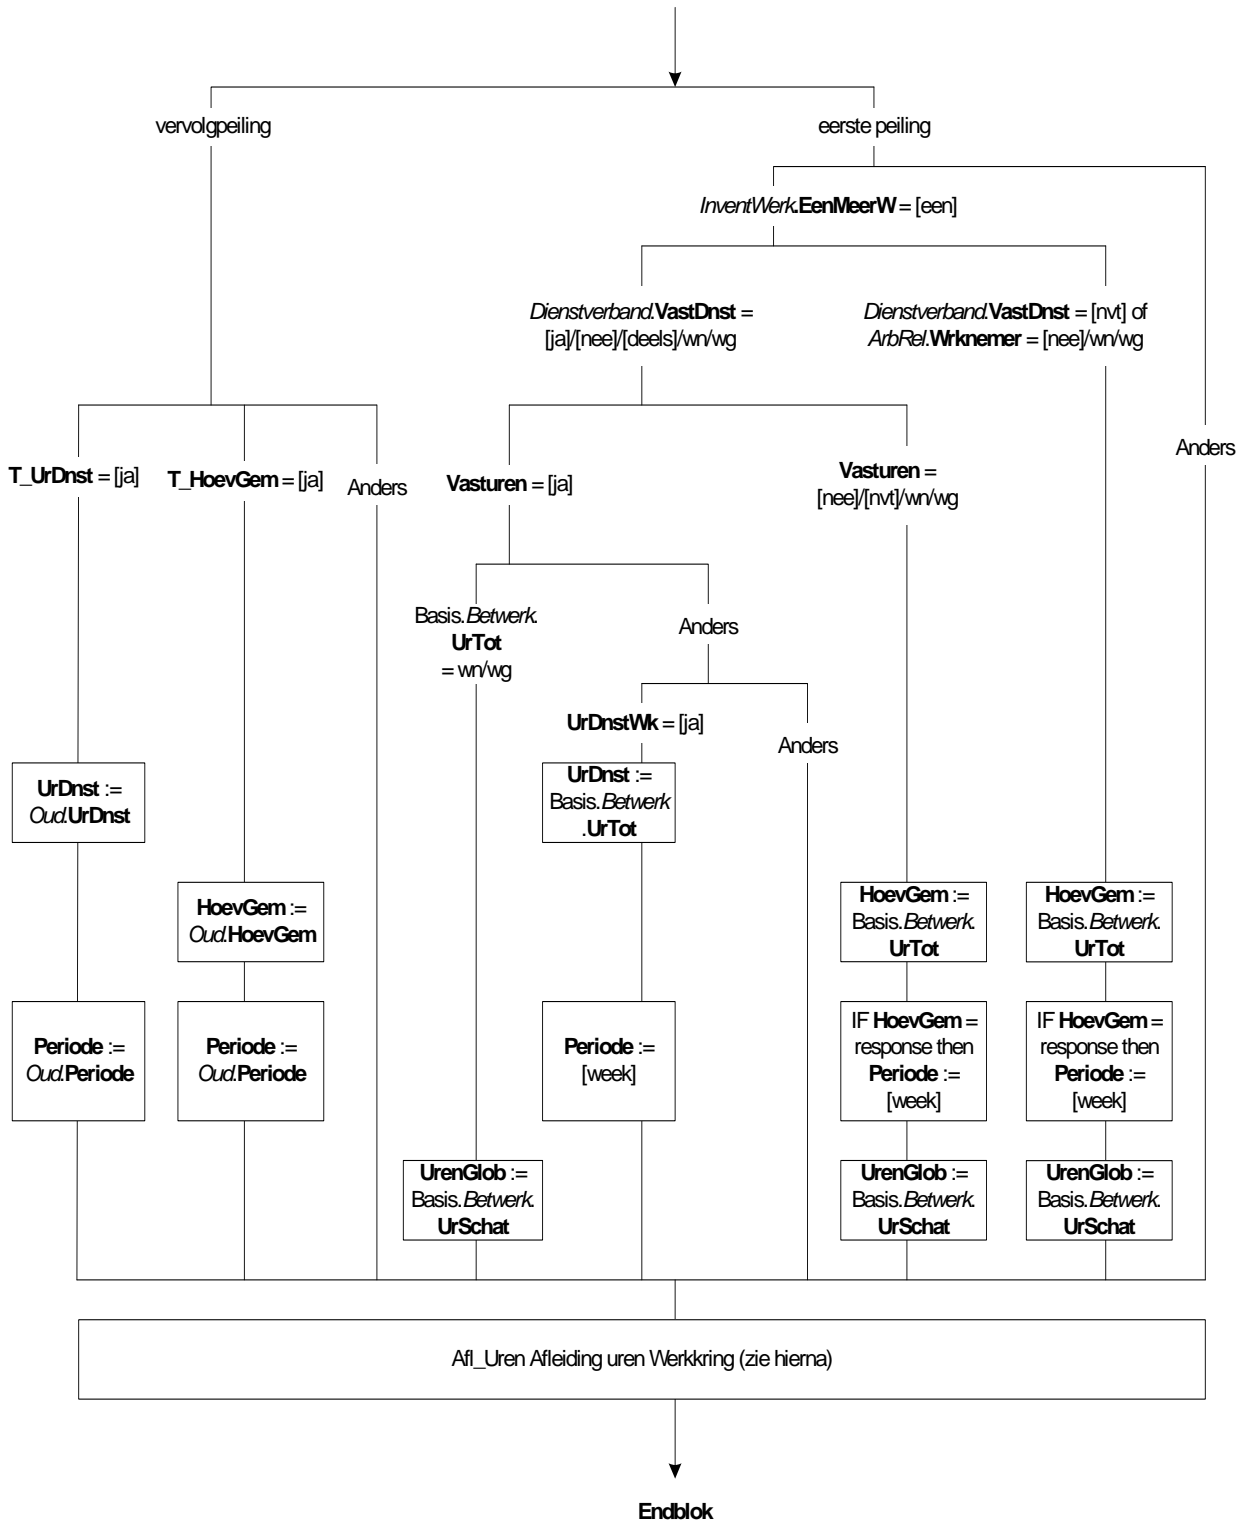 vervolgpeiling
eerste peiling
InventWerk.EenMeerW = [een]
Dienstverband.VastDnst =
[ja]/[nee]/[deels]/wn/wg
Dienstverband.VastDnst = [nvt] of
ArbRel.Wrknemer = [nee]/wn/wg
Anders
T_UrDnst = [ja]
T_HoevGem = [ja]
Anders
Vasturen = [ja]
Vasturen =
[nee]/[nvt]/wn/wg
Basis.Betwerk.
UrTot
= wn/wg
Anders
UrDnstWk = [ja]
Anders
UrDnst :=
Oud.UrDnst
UrDnst :=
Basis.Betwerk
.UrTot
HoevGem :=
Oud.HoevGem
HoevGem :=
Basis.Betwerk.
UrTot
HoevGem :=
Basis.Betwerk.
UrTot
Periode :=
Oud.Periode
Periode :=
Oud.Periode
Periode :=
[week]
IF HoevGem =
response then
Periode :=
[week]
IF HoevGem =
response then
Periode :=
[week]
UrenGlob :=
Basis.Betwerk.
UrSchat
UrenGlob :=
Basis.Betwerk.
UrSchat
UrenGlob :=
Basis.Betwerk.
UrSchat
Afl_Uren Afleiding uren Werkkring (zie hierna)
Endblok